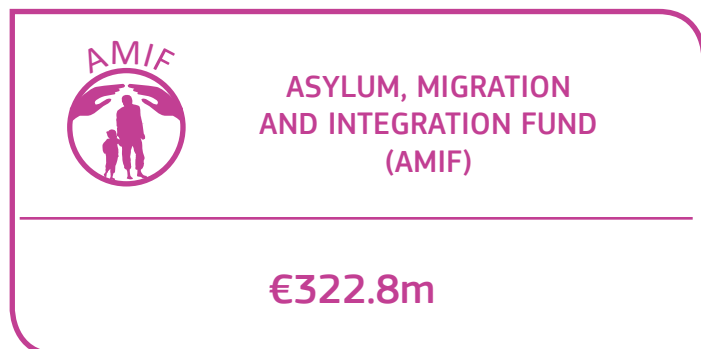 AMIF
ASYLUM, MIGRATION
AND INTEGRATION FUND
(AMIF)
€322.8m